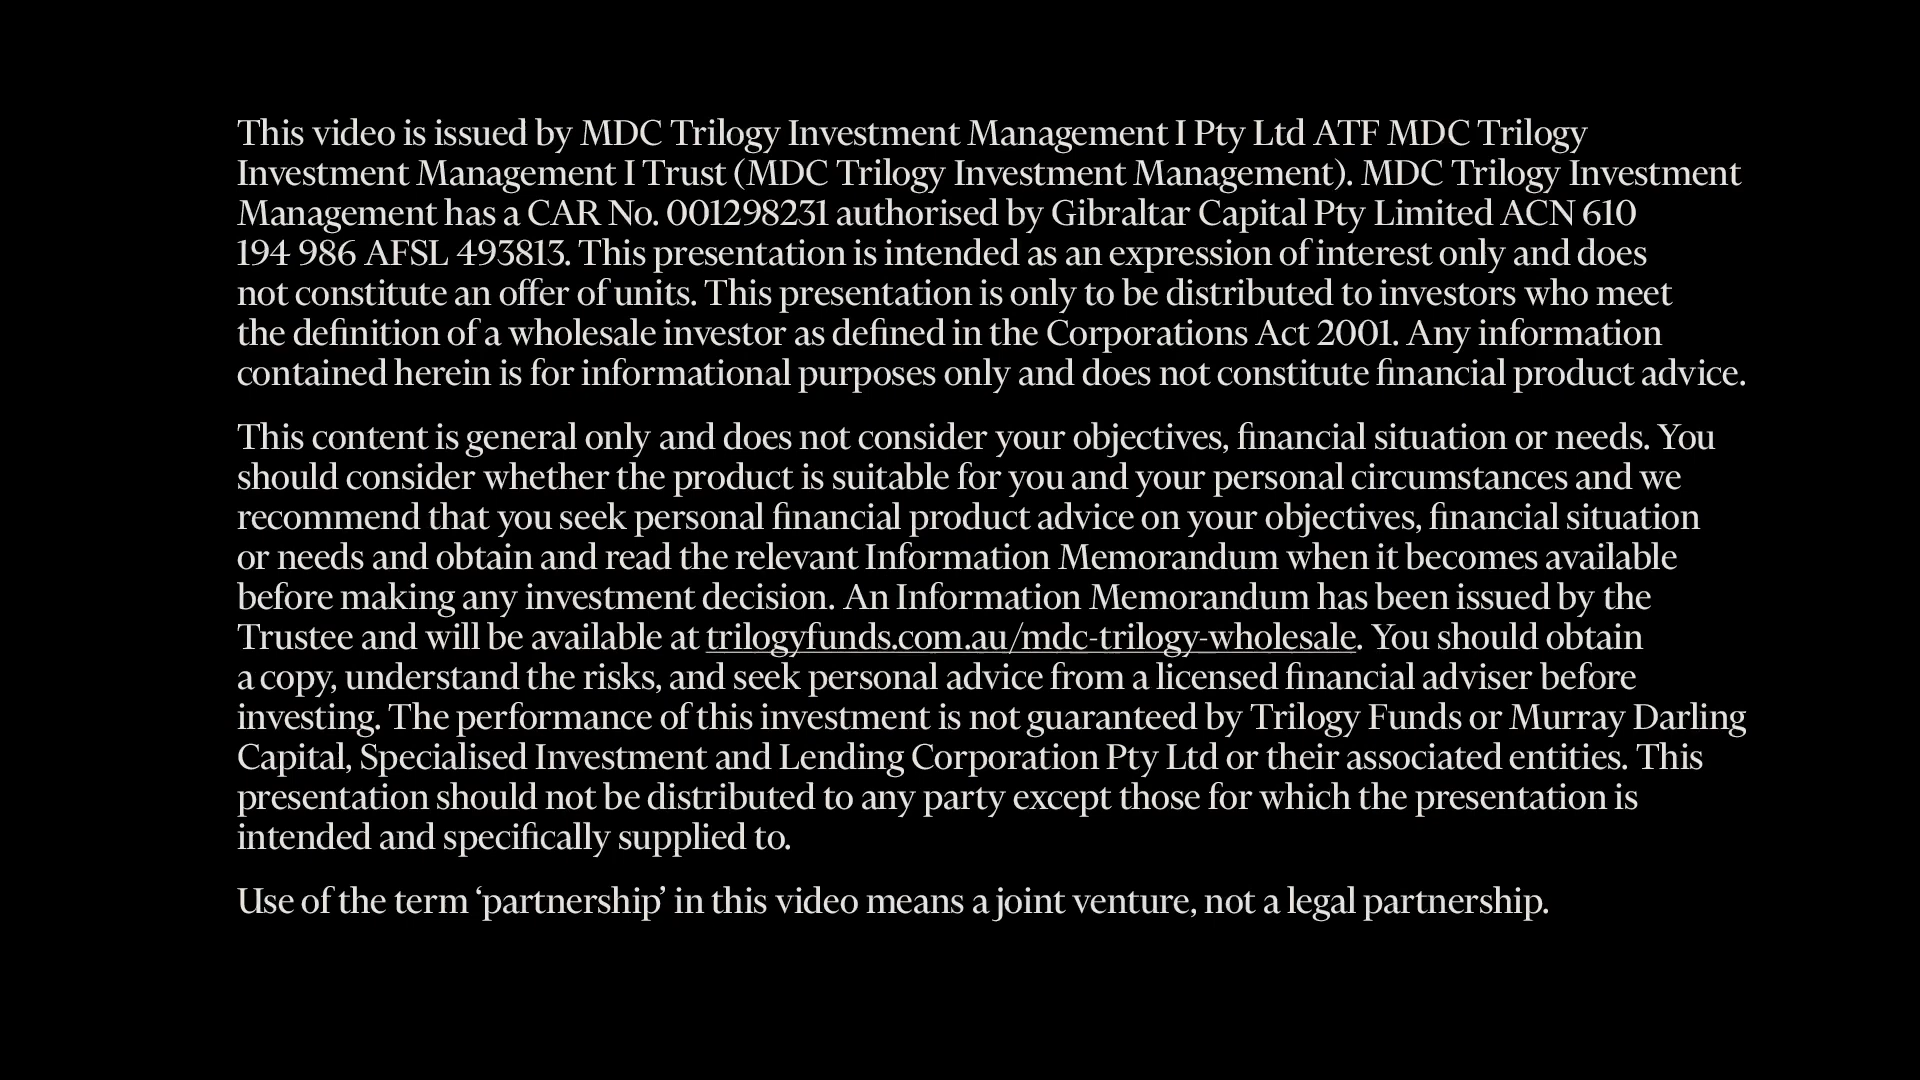 This video is issued by MDC Trilogy Investment Management I Pty Ltd ATF MDC Trilogy
Investment Management I Trust (MDC Trilogy Investment Management). MDC Trilogy Investment
Management has a CAR No. 001298231 authorised by Gibraltar Capital Pty Limited ACN 610
194 986 AFSL 493813. This presentation is intended as an expression of interest only and does
not constitute an offer of units. This presentation is only to be distributed to investors who meet
the definition of a wholesale investor as defined in the Corporations Act 2001. Any information
contained herein is for informational purposes only and does not constitute financial product advice.
This content is general only and does not consider your objectives, financial situation or needs. You
should consider whether the product is suitable for you and your personal circumstances and we
recommend that you seek personal financial product advice on your objectives, financial situation
or needs and obtain and read the relevant Information Memorandum when it becomes available
before making any investment decision. An Information Memorandum has been issued by the
Trustee and will be available at trilogyfunds.com.au/mdc-trilogy-wholesale. You should obtain
a copy, understand the risks, and seek personal advice from a licensed financial adviser before
investing. The performance of this investment is not guaranteed by Trilogy Funds or Murray Darling
Capital, Specialised Investment and Lending Corporation Pty Ltd or their associated entities. This
presentation should not be distributed to any party except those for which the presentation is
intended and specifically supplied to.
Use of the term ‘partnership’ in this video means a joint venture, not a legal partnership.